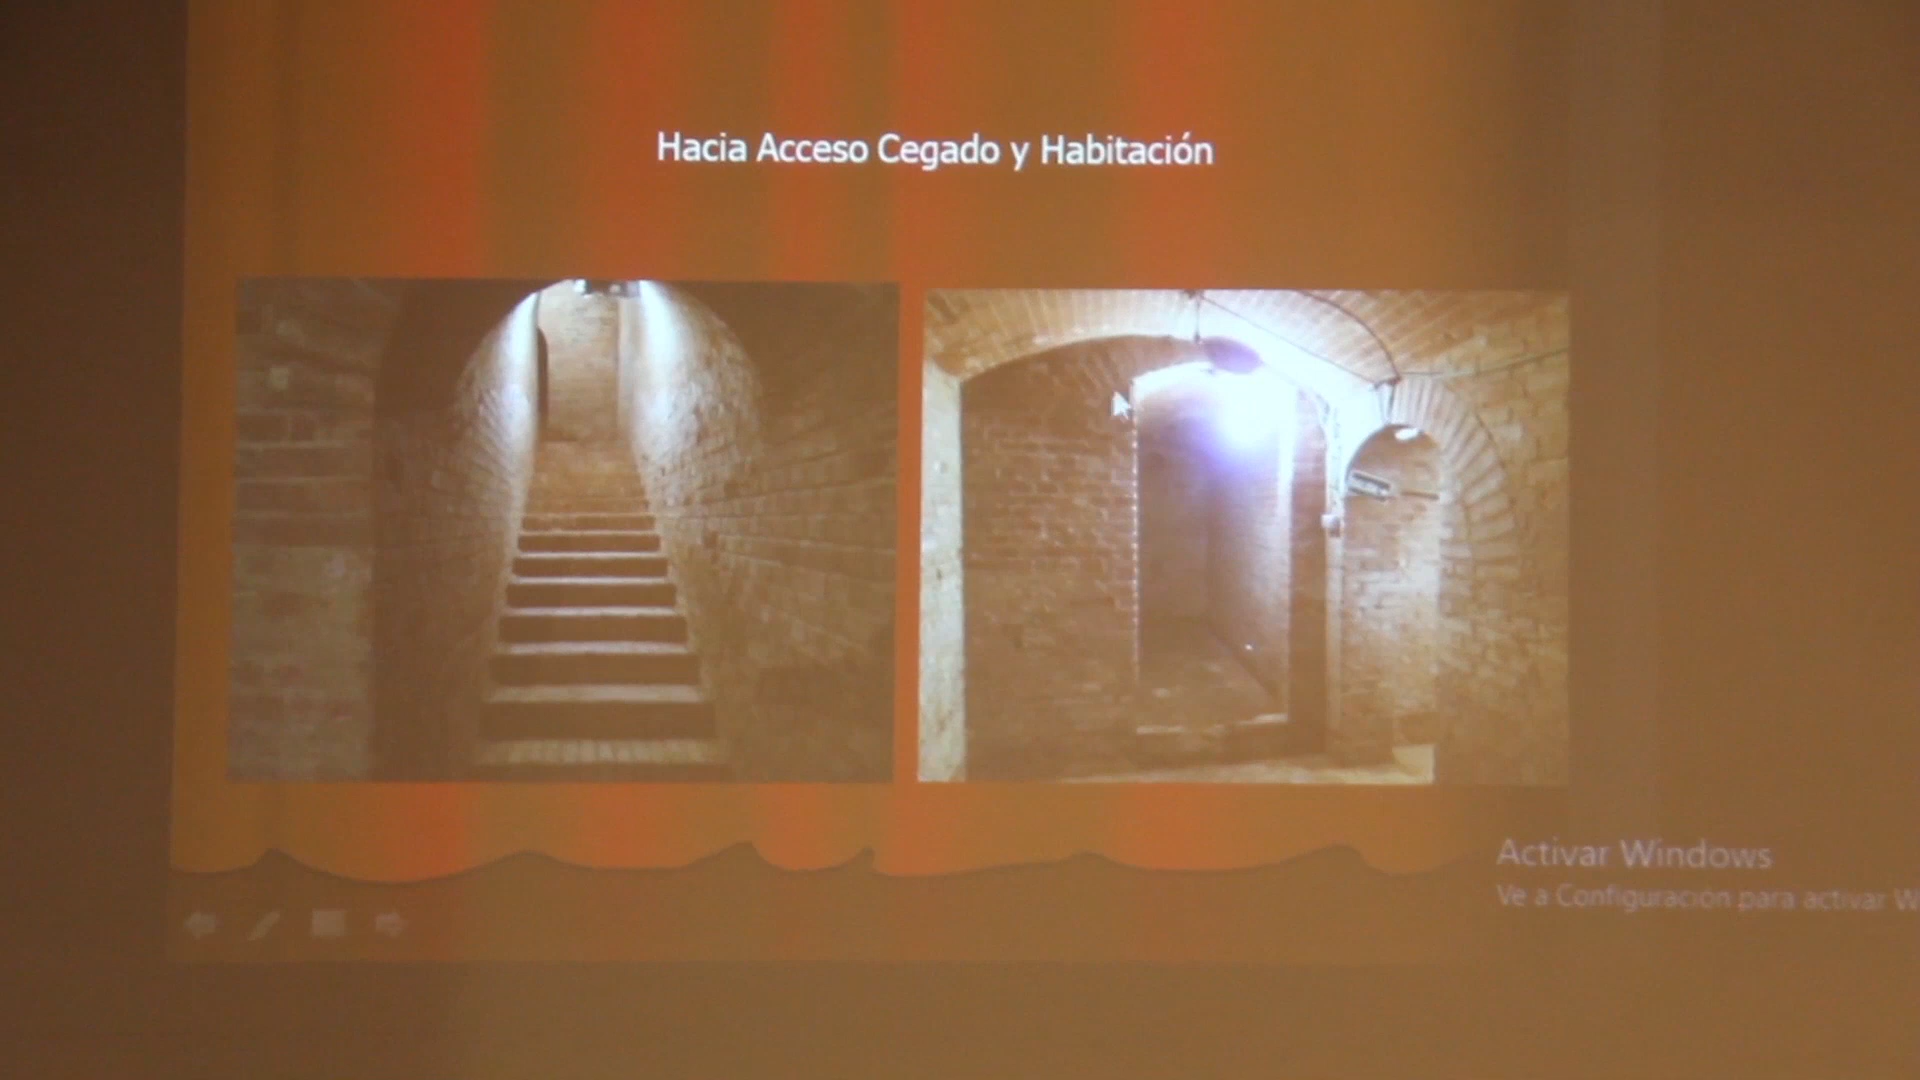 Hacia Acceso Cegado y Habitación
Activar Windows
Ve a Configuración para activar W